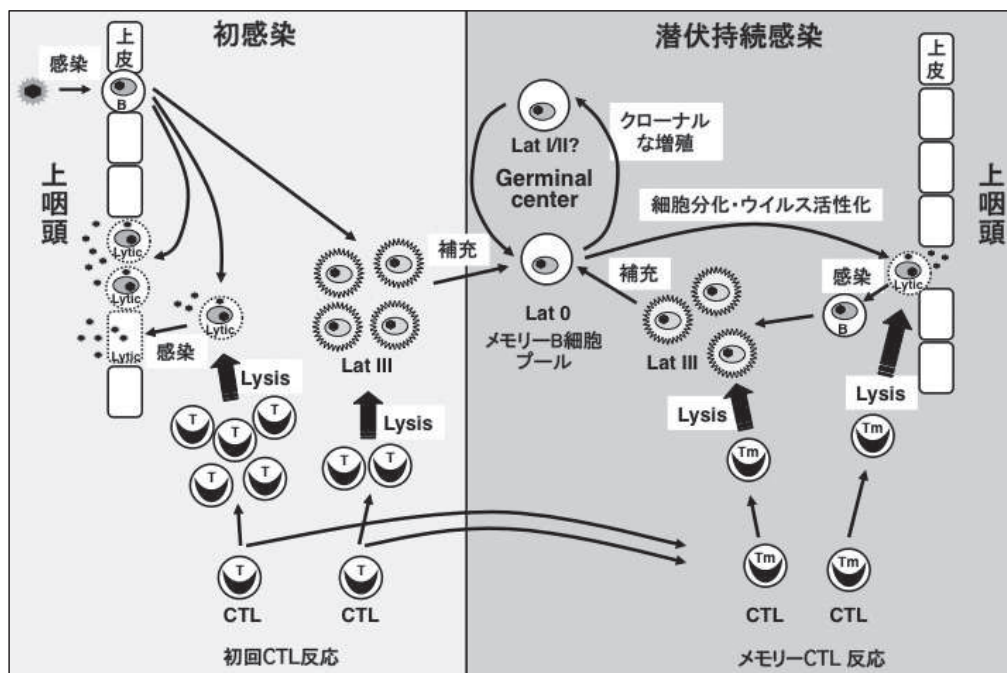 初感染
上皮
感染
B
上咽頭
Lytic
Lytic
Lytic
Lytic
感染
Lat III
補充
Lysis
Lysis
T
T
T
T
T
T
T
T
T
CTL
CTL
初回CTL反応
潜伏持続感染
上皮
Lat I/II?
クローナル
な増殖
Germinal
center
上咽頭
細胞分化・ウイルス活性化
補充
感染
Lytic
B
Lat 0
メモリーB細胞
プール
Lat III
Lysis
Lysis
Tm
Tm
Tm
Tm
CTL
CTL
メモリーCTL 反応